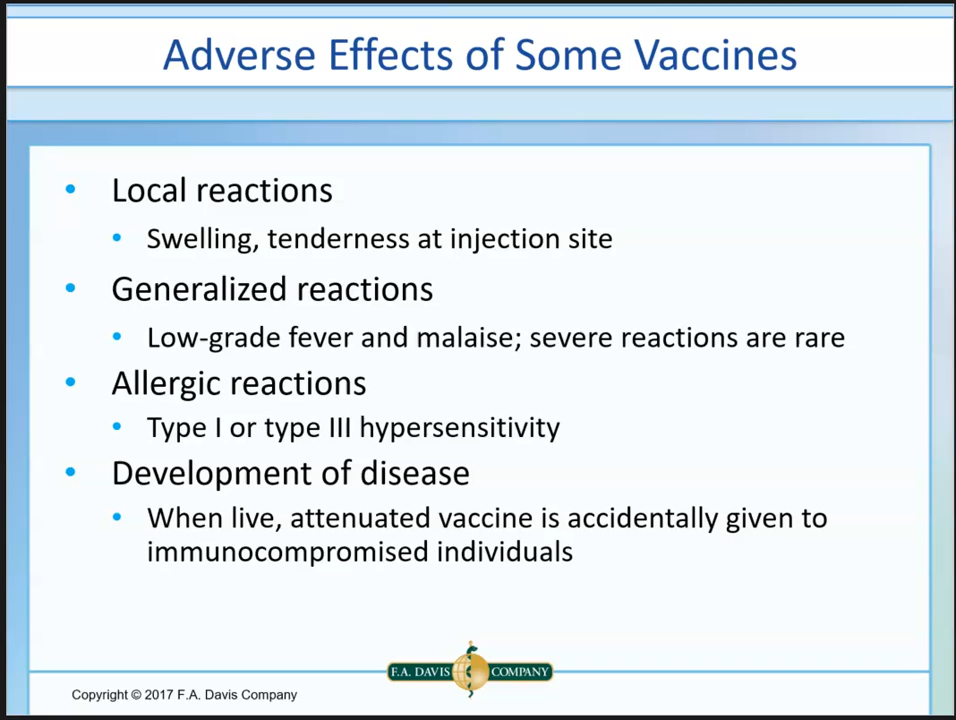 Adverse Effects of Some Vaccines
• Local reactions
• Swelling, tenderness at injection site
• Generalized reactions
• Low-grade fever and malaise; severe reactions are rare
• Allergic reactions
• Type I or type III hypersensitivity
• Development of disease
• When live, attenuated vaccine is accidentally given to
immunocompromised individuals
F.A. DAVIS COMPANY
Copyright © 2017 F.A. Davis Company